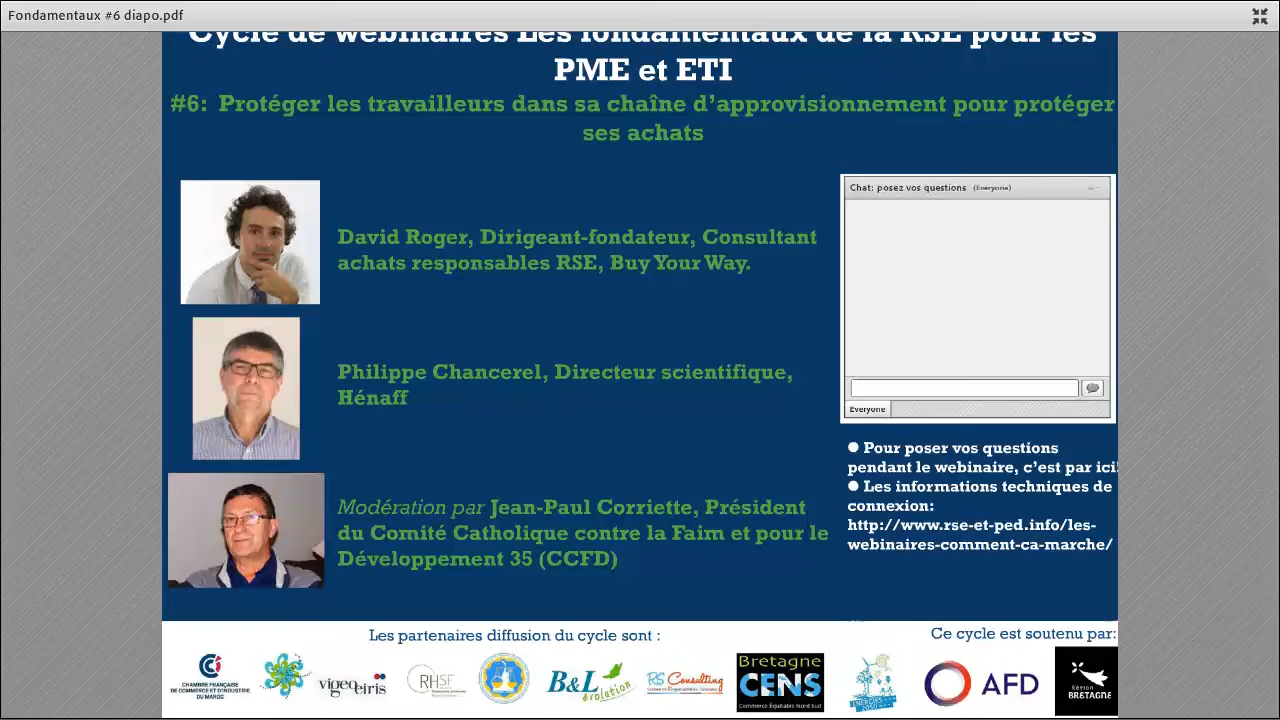 Fondamentaux #6 diapo.pdf
Cycle de webinaires Les fondamentaux de la RSE pour les
PME et ETI
#6: Protéger les travailleurs dans sa chaîne d'approvisionnement pour protéger
ses achats
Chat: posez vos questions (Everyone)
David Roger, Dirigeant-fondateur, Consultant
achats responsables RSE, Buy Your Way.
Philippe Chancerel, Directeur scientifique,
Hénaff
Everyone
● Pour poser vos questions
pendant le webinaire, c'est par ici!
● Les informations techniques de
connexion:
http://www.rse-et-ped.info/les-
webinaires-comment-ca-marche/
Modération par Jean-Paul Corriette, Président
du Comité Catholique contre la Faim et pour le
Développement 35 (CCFD)
Les partenaires diffusion du cycle sont :
Ce cycle est soutenu par:
CHAMBRE FRANÇAISE
DE COMMERCE ET D'INDUSTRIE
DU MAROC
vigeoeiris
RHSF
B&L évolution
RS Consulting
Bretagne
CENS
Commerce Équitable Nord Sud
ENERGIES
AFD
Région
BRETAGNE